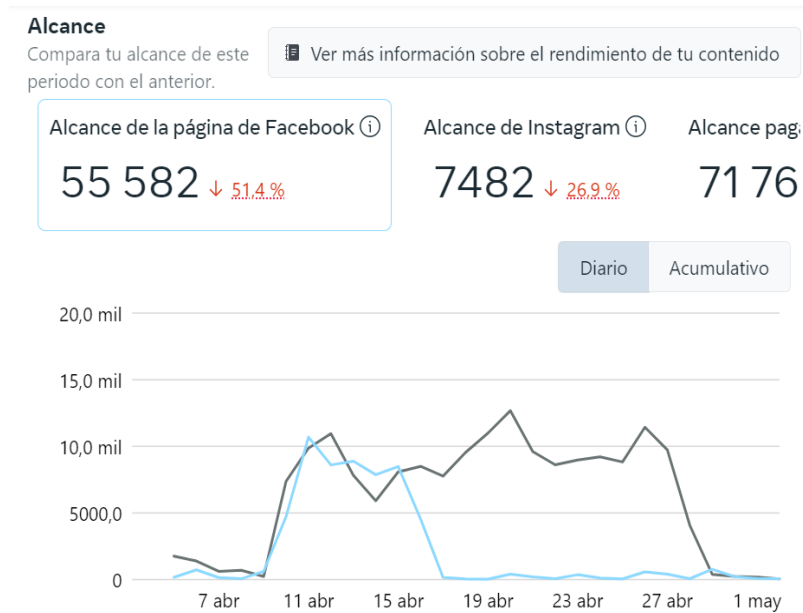 Alcance
Compara tu alcance de este
periodo con el anterior.
Ver más información sobre el rendimiento de tu contenido
Alcance de la página de Facebook
55 582 ↓ 51,4 %
Alcance de Instagram
7482 ↓ 26,9 %
Alcance
71 76
Diario
Acumulativo
20,0 mil
15,0 mil
10,0 mil
5000,0
0
7 abr
11 abr
15 abr
19 abr
23 abr
27 abr
1 may